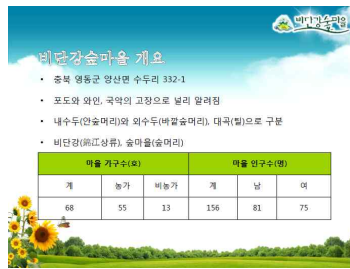 비단강숲마을
비단강숲마을 개요
• 충북 영동군 양산면 수두리 332-1
• 포도와 와인, 국악의 고장으로 널리 알려짐
• 내수두(안숲머리)와 외수두(바깥숲머리), 대곡(틸)으로 구분
• 비단강(錦江상류), 숲마을(숲머리)
마을 가구수(호) 마을 인구수(명)
계 농가 비농가 계 남 여
68 55 13 156 81 75